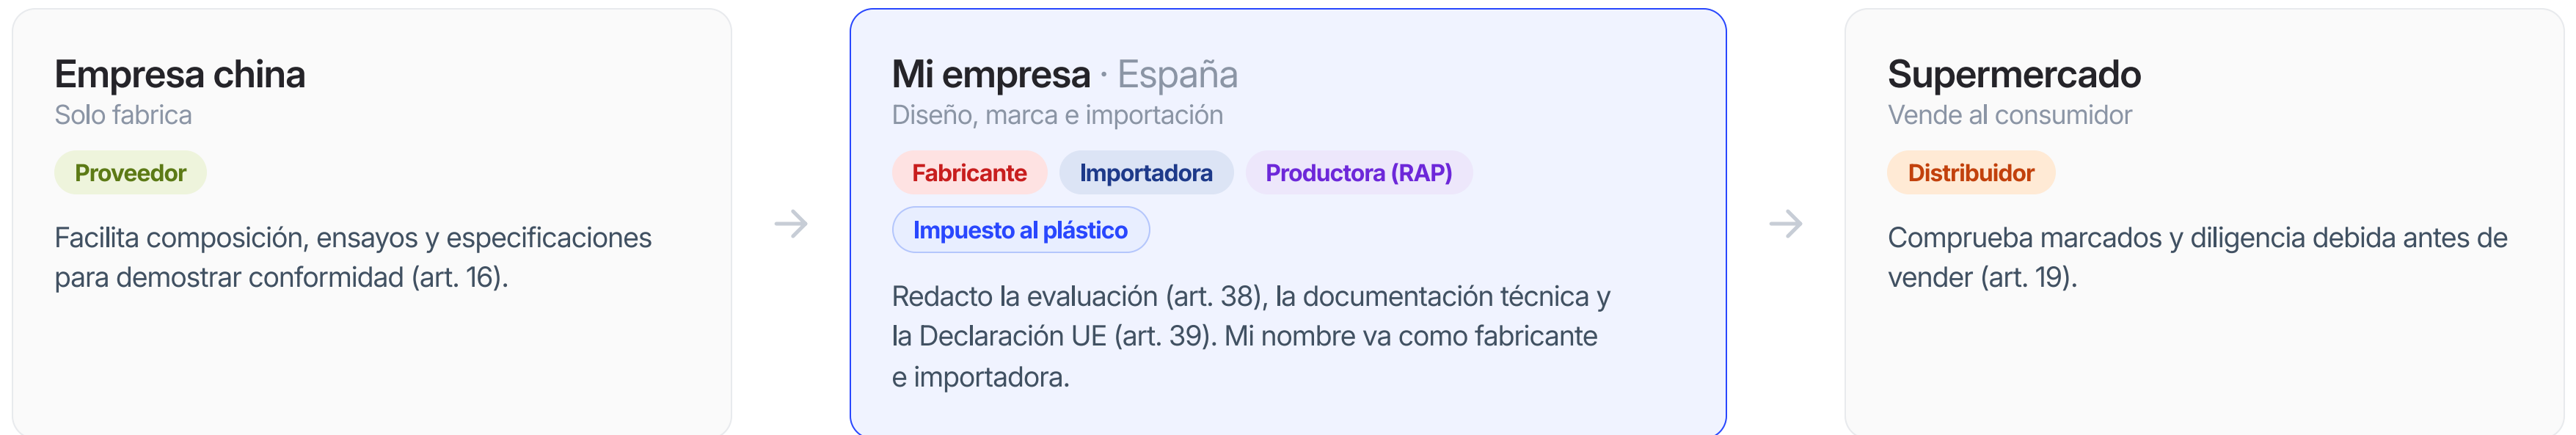 Empresa china
Solo fabrica
Proveedor
Facilita composición, ensayos y especificaciones
para demostrar conformidad (art. 16).
Mi empresa · España
Diseño, marca e importación
Fabricante
Importadora
Productora (RAP)
Impuesto al plástico
Redacto la evaluación (art. 38), la documentación técnica y
la Declaración UE (art. 39). Mi nombre va como fabricante
e importadora.
Supermercado
Vende al consumidor
Distribuidor
Comprueba marcados y diligencia debida antes de
vender (art. 19).